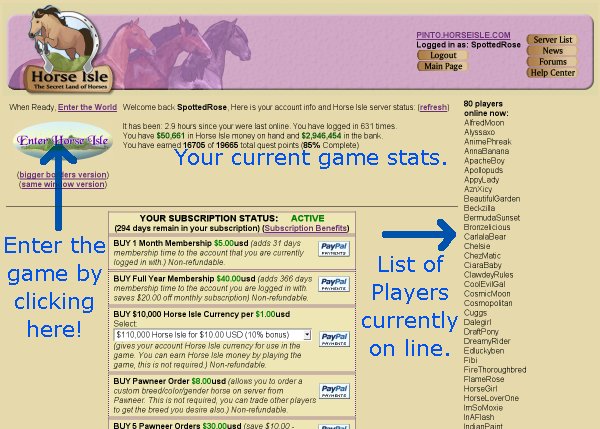 Horse Isle
The Secret Land of Horses
PINTO.HORSEISLE.COM
Logged in as: SpottedRose
Logout
Main Page
Server List
News
Forums
Help Center
When Ready, Enter the World
Welcome back SpottedRose, Here is your account info and Horse Isle server status: (refresh)
Enter Horse Isle
(bigger borders version)
(same window version)
It has been: 2.9 hours since your were last online. You have logged in 631 times.
You have $50,661 in Horse Isle money on hand and $2,946,454 in the bank.
You have earned 16705 of 19665 total quest points (85% Complete)
Your current game stats.
Enter the
game by
clicking
here!
YOUR SUBSCRIPTION STATUS: ACTIVE
(294 days remain in your subscription) (Subscription Benefits)
BUY 1 Month Membership $5.00usd (adds 31 days
membership time to the account that you are currently
logged in with.) Non-refundable.
PayPal
PAYMENTS
BUY Full Year Membership $40.00usd (adds 366 days
membership time to the account you are logged in with.
saves $20.00 off monthly subscription) Non-refundable.
PayPal
PAYMENTS
BUY $10,000 Horse Isle Currency per $1.00usd
Select:
$110,000 Horse Isle for $10.00 USD (10% bonus)
(gives your account Horse Isle currency for use in the
game. You can earn Horse Isle money by playing the
game, this is not required.) Non-refundable.
PayPal
PAYMENTS
BUY Pawneer Order $8.00usd (allows you to order a
custom breed/color/gender horse on server from
Pawneer. This is not required, you can trade other players
to get the breed you desire also.) Non-refundable.
PayPal
PAYMENTS
BUY 5 Pawneer Orders $30.00usd (save $10.00 -
List of
Players
currently
on line.
80 players
online now:
AlfredMoon
Alyssaxo
AnimePhreak
AnnaBanana
ApacheBoy
Apollopuds
AppyLady
AznXicy
BeautifulGarden
Beckzilla
BermudaSunset
Bronzelicious
CarlalaBear
Chelsie
ChezMatic
CiaraBaby
ClawdeyRules
CoolEvilGal
CosmicMoon
Cosmopolitan
Cuggs
Dalegirl
DraftPony
DreamyRider
Edluckyben
Fibi
FireThoroughbred
FlameRose
HorseGirl
HorseLoverOne
ImSoMoxie
InAFlash
IndianPaint